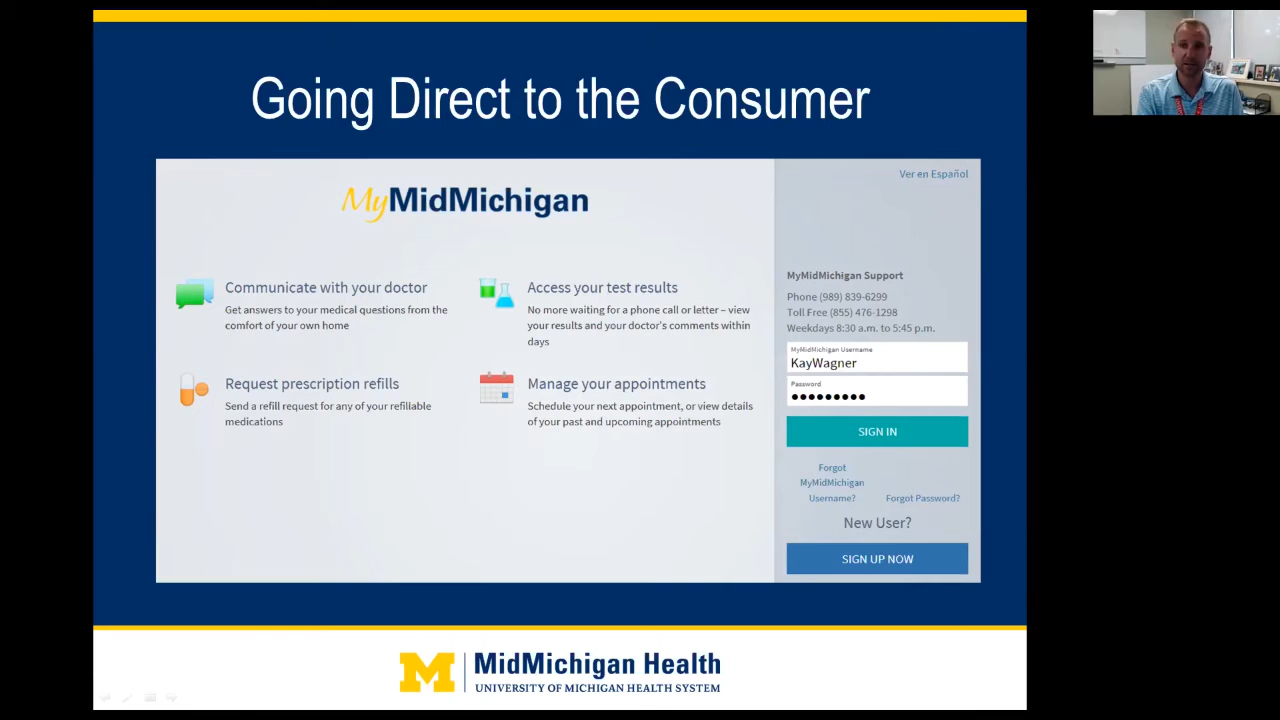 Going Direct to the Consumer
MyMidMichigan
Communicate with your doctor
Get answers to your medical questions from the
comfort of your own home
Access your test results
No more waiting for a phone call or letter – view
your results and your doctor's comments within
days
Request prescription refills
Send a refill request for any of your refillable
medications
Manage your appointments
Schedule your next appointment, or view details
of your past and upcoming appointments
Ver en Español
MyMidMichigan Support
Phone (989) 839-6299
Toll Free (855) 476-1298
Weekdays 8:30 a.m. to 5:45 p.m.
MyMidMichigan Username
KayWagner
Password
●●●●●●●●●
SIGN IN
Forgot
MyMidMichigan
Username?
Forgot Password?
New User?
SIGN UP NOW
M
MidMichigan Health
UNIVERSITY OF MICHIGAN HEALTH SYSTEM